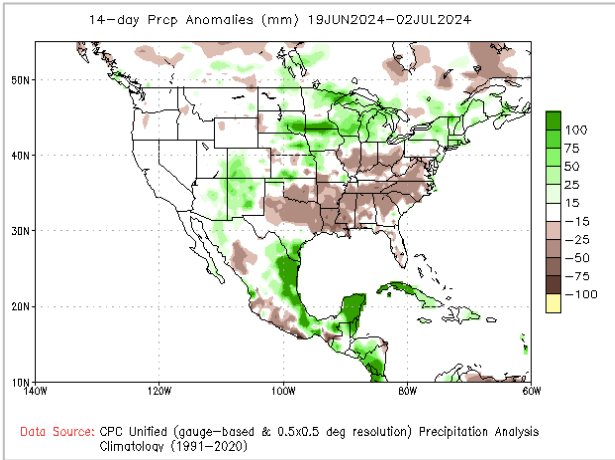 14-day Prcp Anomalies (mm) 19JUN2024-02JUL2024
50N
40N
30N
20N
10N
140W 120W 100W 80W 60W
100
75
50
25
15
-15
-25
-50
-75
-100
Data Source: CPC Unified (gauge-based & 0.5x0.5 deg resolution) Precipitation Analysis
Climatology (1991-2020)